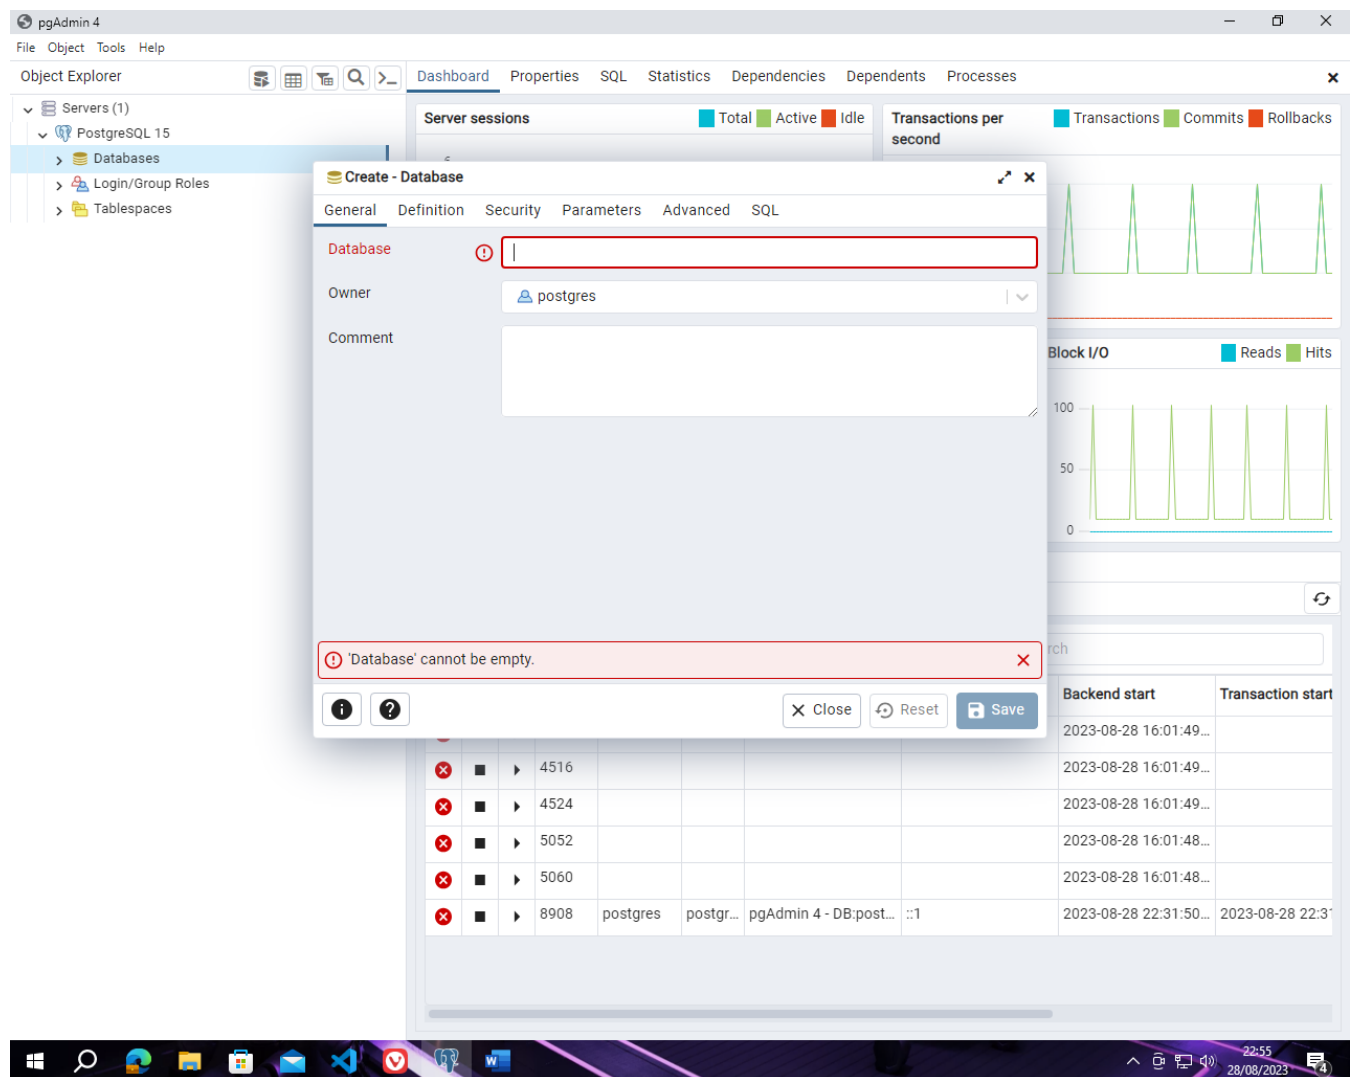 pgAdmin 4
File Object Tools Help
Object Explorer
Dashboard Properties SQL Statistics Dependencies Dependents Processes
Servers (1)
PostgreSQL 15
Databases
Login/Group Roles
Tablespaces
Server sessions
Total Active Idle
Transactions per
second
Transactions Commits Rollbacks
Create - Database
General Definition Security Parameters Advanced SQL
Database
Owner
postgres
Comment
'Database' cannot be empty.
Close Reset Save
Block I/O
Reads Hits
100
50
0
Backend start Transaction start
2023-08-28 16:01:49...
4516 2023-08-28 16:01:49...
4524 2023-08-28 16:01:49...
5052 2023-08-28 16:01:48...
5060 2023-08-28 16:01:48...
8908 postgres postgr... pgAdmin 4 - DB:post... ::1 2023-08-28 22:31:50... 2023-08-28 22:31
22:55
28/08/2023
4